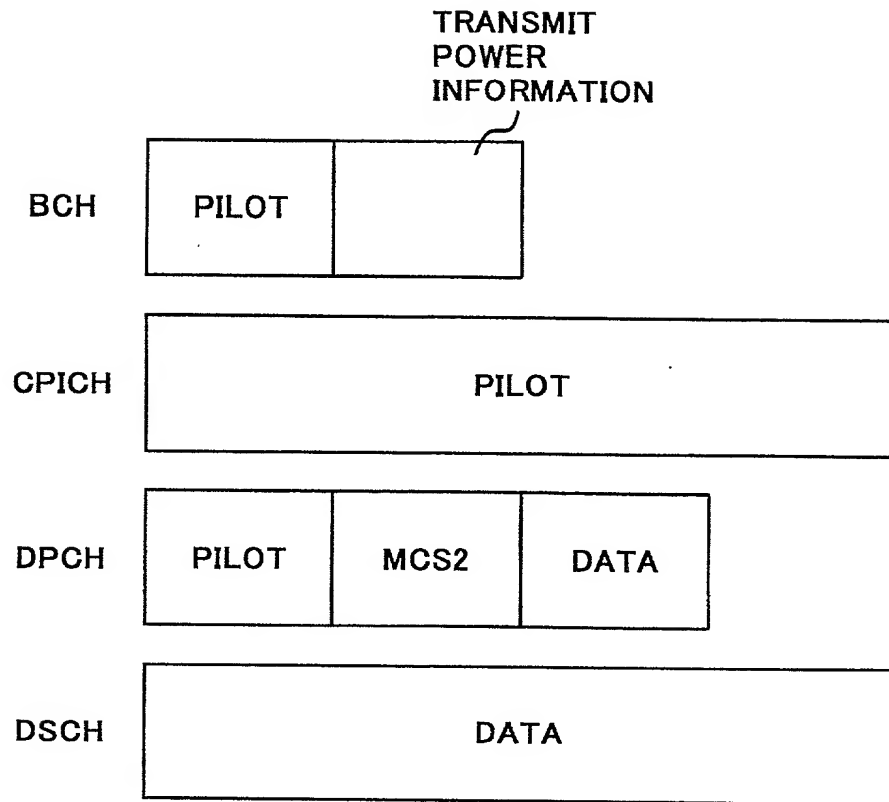 TRANSMIT
POWER
INFORMATION
BCH PILOT
CPICH PILOT
DPCH PILOT MCS2 DATA
DSCH DATA